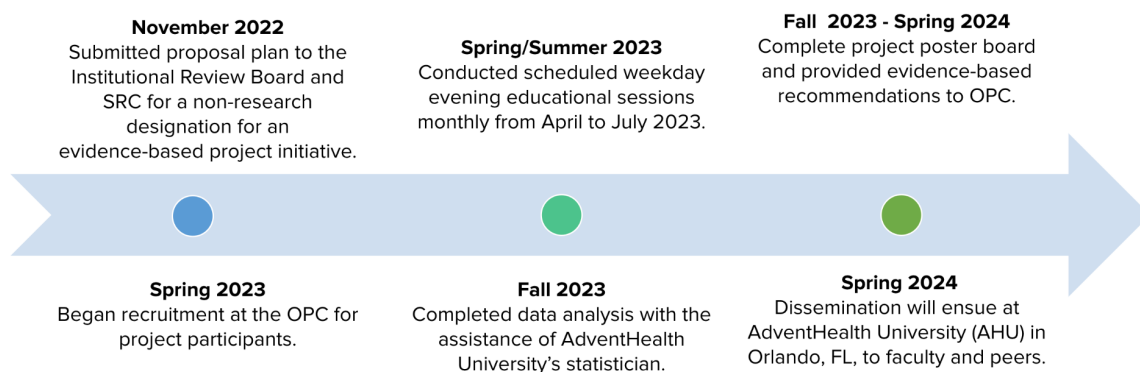 November 2022
Submitted proposal plan to the
Institutional Review Board and
SRC for a non-research
designation for an
evidence-based project initiative.
Spring/Summer 2023
Conducted scheduled weekday
evening educational sessions
monthly from April to July 2023.
Fall 2023 - Spring 2024
Complete project poster board
and provided evidence-based
recommendations to OPC.
Spring 2023
Began recruitment at the OPC for
project participants.
Fall 2023
Completed data analysis with the
assistance of AdventHealth
University’s statistician.
Spring 2024
Dissemination will ensue at
AdventHealth University (AHU) in
Orlando, FL, to faculty and peers.